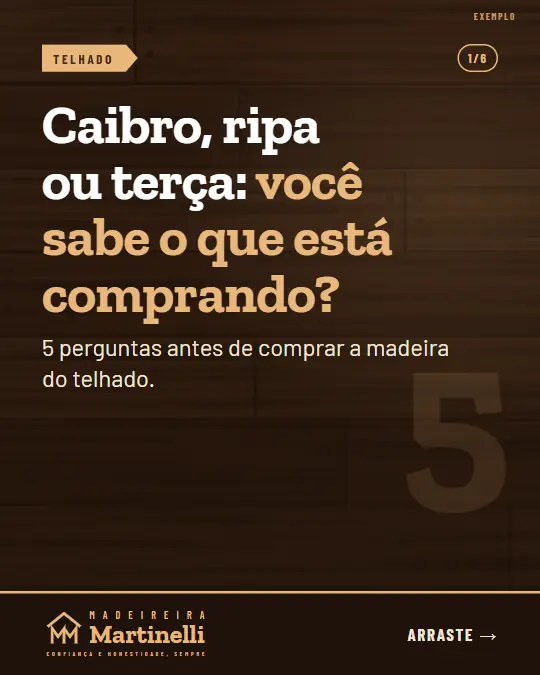 EXEMPLO
TELHADO
1/6
Caibro, ripa
ou terça: você
sabe o que está
comprando?
5 perguntas antes de comprar a madeira
do telhado.
5
MADEIREIRA
Martinelli
CONFIANÇA E HONESTIDADE, SEMPRE
ARRASTE →